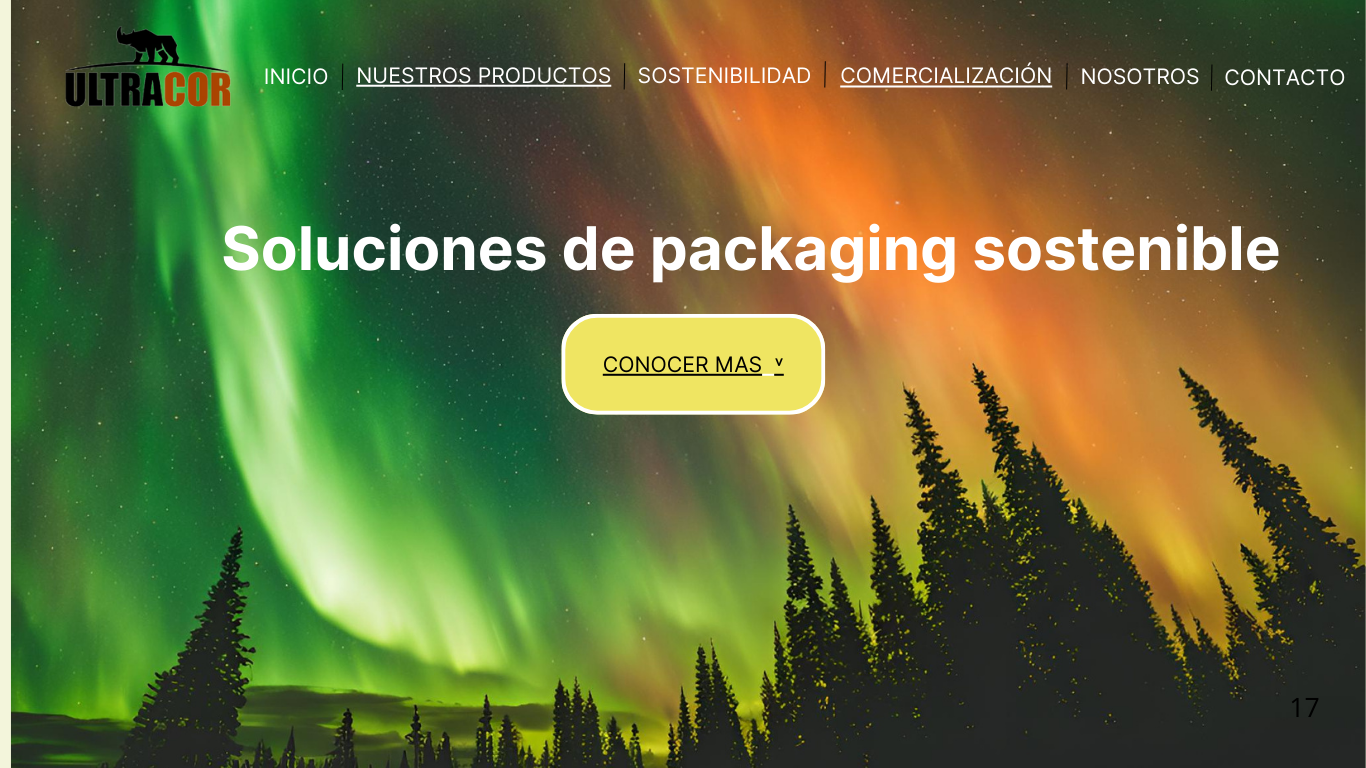 ULTRACOR
INICIO | NUESTROS PRODUCTOS | SOSTENIBILIDAD | COMERCIALIZACIÓN | NOSOTROS | CONTACTO
Soluciones de packaging sostenible
CONOCER MAS ˅
17